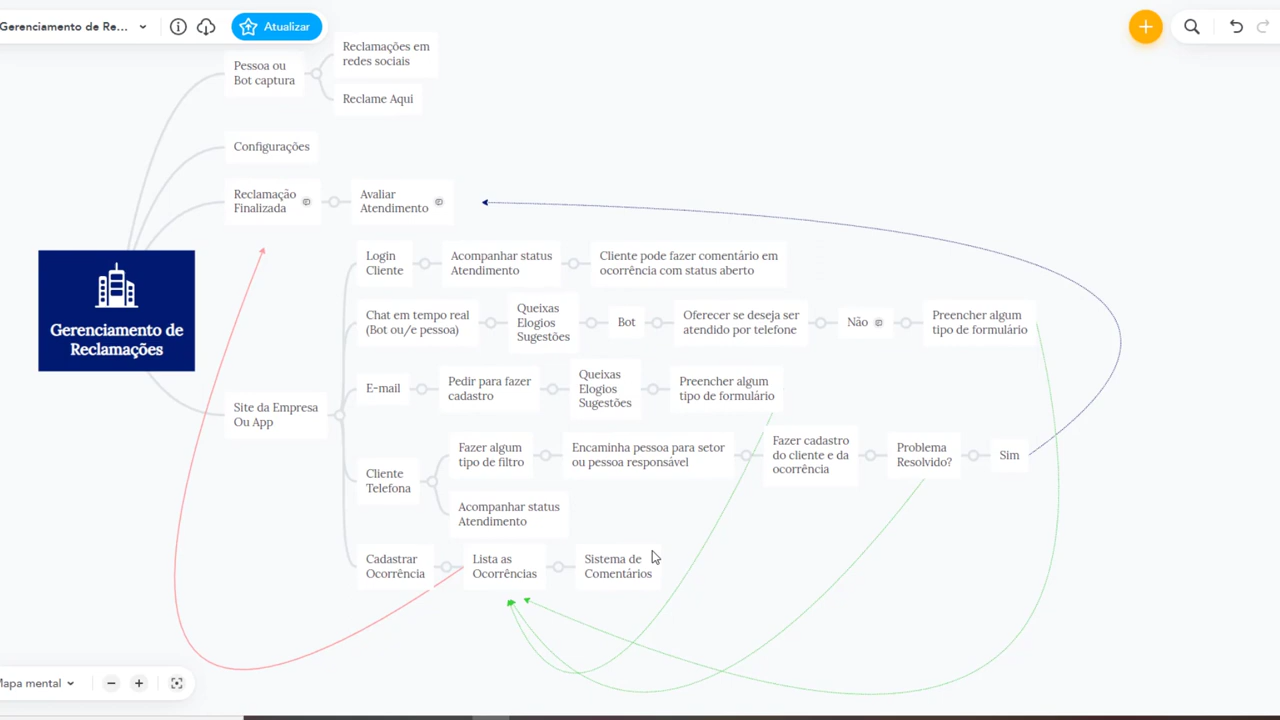 Gerenciamento de Re...
Atualizar
Pessoa ou
Bot captura
Reclamações em
redes sociais
Reclame Aqui
Configurações
Reclamação
Finalizada
Avaliar
Atendimento
Gerenciamento de
Reclamações
Site da Empresa
Ou App
Login
Cliente
Acompanhar status
Atendimento
Cliente pode fazer comentário em
ocorrência com status aberto
Chat em tempo real
(Bot ou/e pessoa)
Queixas
Elogios
Sugestões
Bot
Oferecer se deseja ser
atendido por telefone
Não
Preencher algum
tipo de formulário
E-mail
Pedir para fazer
cadastro
Queixas
Elogios
Sugestões
Preencher algum
tipo de formulário
Cliente
Telefona
Fazer algum
tipo de filtro
Encaminha pessoa para setor
ou pessoa responsável
Fazer cadastro
do cliente e da
ocorrência
Problema
Resolvido?
Sim
Acompanhar status
Atendimento
Cadastrar
Ocorrência
Lista as
Ocorrências
Sistema de
Comentários
Mapa mental